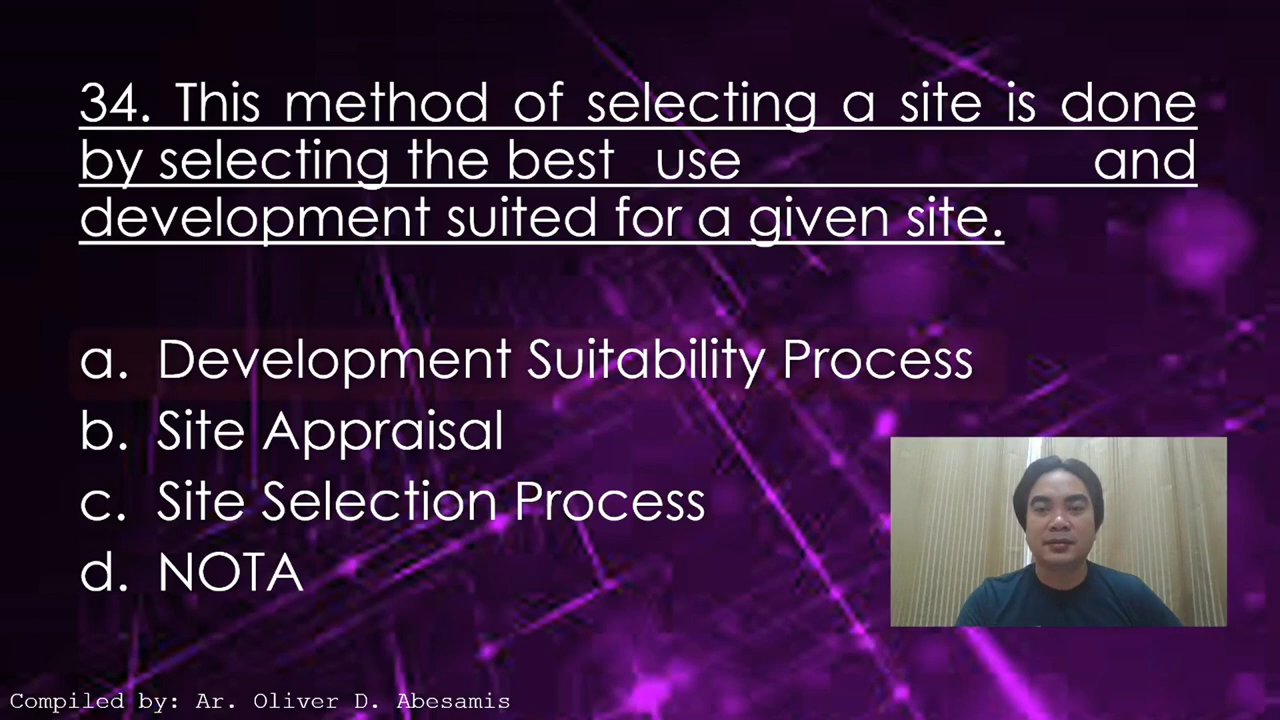 34. This method of selecting a site is done
by selecting the best use and
development suited for a given site.
a. Development Suitability Process
b. Site Appraisal
c. Site Selection Process
d. NOTA
Compiled by: Ar. Oliver D. Abesamis